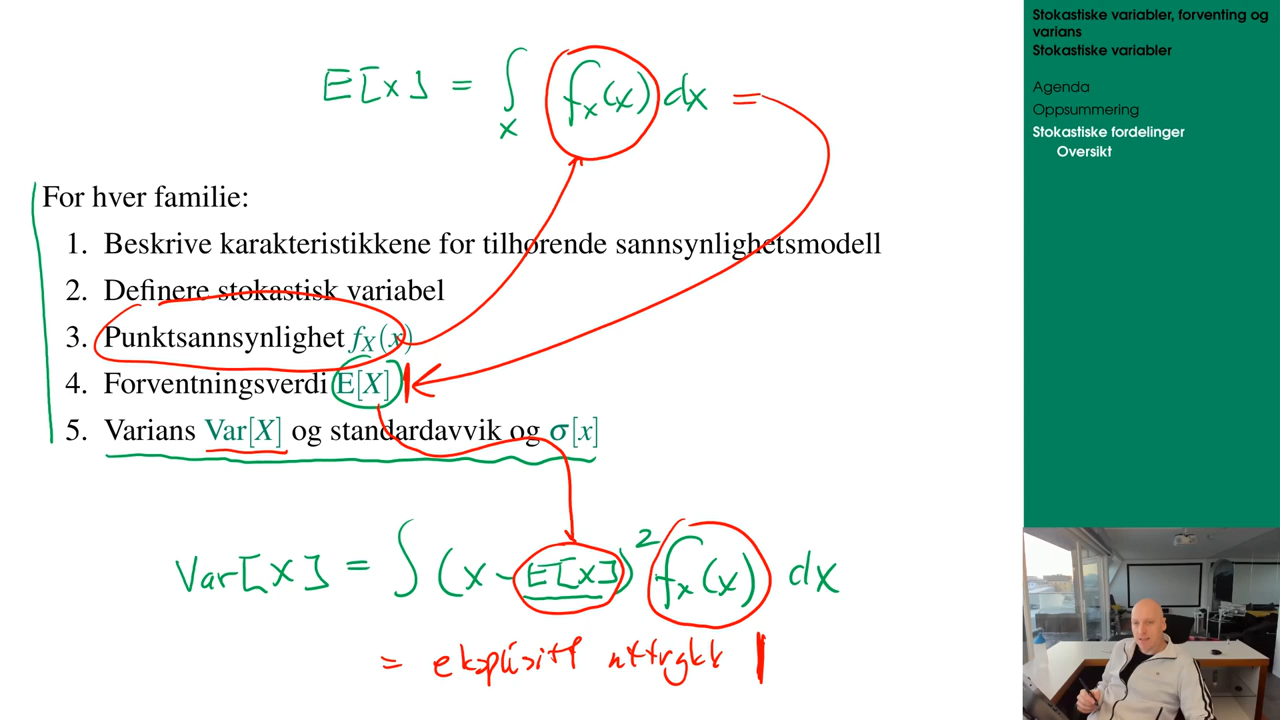 E[x] = ∫ₓ fₓ(x) dx =
For hver familie:
1. Beskrive karakteristikkene for tilhørende sannsynlighetsmodell
2. Definere stokastisk variabel
3. Punktsannsynlighet f_X(x)
4. Forventningsverdi E[X]
5. Varians Var[X] og standardavvik og σ[x]
Var[X] = ∫ (x - E[x])² fₓ(x) dx
= eksplisitt uttrykk
Stokastiske variabler, forventing og
varians
Stokastiske variabler
Agenda
Oppsummering
Stokastiske fordelinger
Oversikt